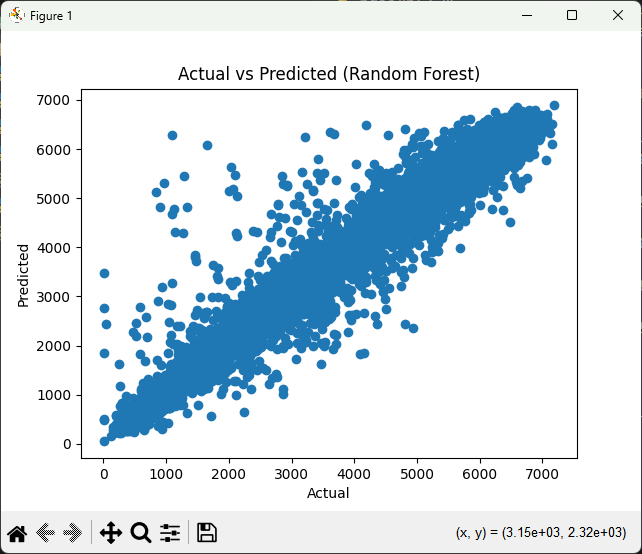 Figure 1
Actual vs Predicted (Random Forest)
7000
6000
5000
4000
3000
2000
1000
0
Predicted
0 1000 2000 3000 4000 5000 6000 7000
Actual
(x, y) = (3.15e+03, 2.32e+03)